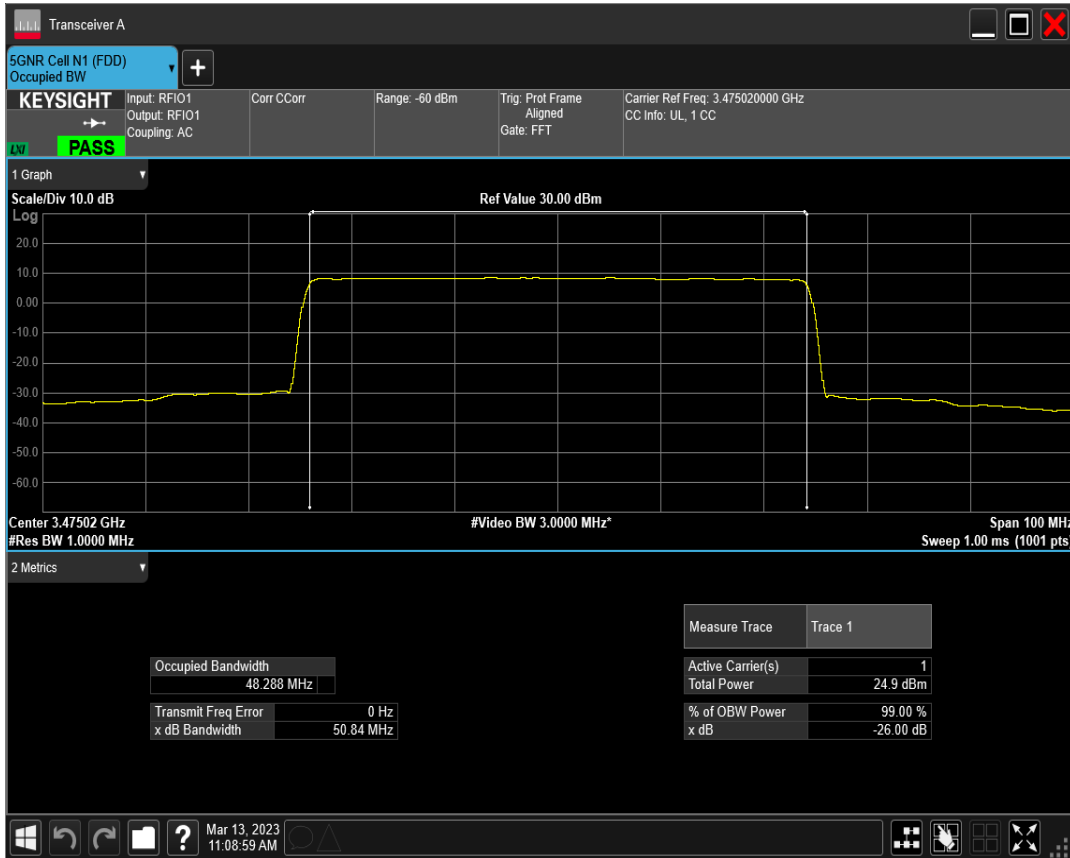 Transceiver A
5GNR Cell N1 (FDD)
Occupied BW
+
KEYSIGHT
LXI
PASS
Input: RFIO1
Output: RFIO1
Coupling: AC
Corr CCorr
Range: -60 dBm
Trig: Prot Frame
Aligned
Gate: FFT
Carrier Ref Freq: 3.475020000 GHz
CC Info: UL, 1 CC
1 Graph
Scale/Div 10.0 dB
Ref Value 30.00 dBm
Log
20.0
10.0
0.00
-10.0
-20.0
-30.0
-40.0
-50.0
-60.0
Center 3.47502 GHz
#Video BW 3.0000 MHz*
Span 100 MHz
#Res BW 1.0000 MHz
Sweep 1.00 ms (1001 pts)
2 Metrics
Measure Trace Trace 1
Occupied Bandwidth
48.288 MHz
Active Carrier(s) 1
Total Power 24.9 dBm
Transmit Freq Error 0 Hz
x dB Bandwidth 50.84 MHz
% of OBW Power 99.00 %
x dB -26.00 dB
?
Mar 13, 2023
11:08:59 AM